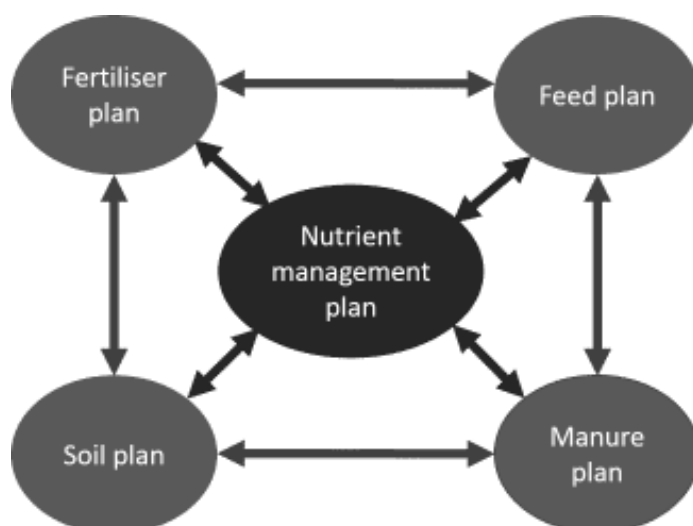 Fertiliser
plan
Feed plan
Nutrient
management
plan
Soil plan
Manure
plan